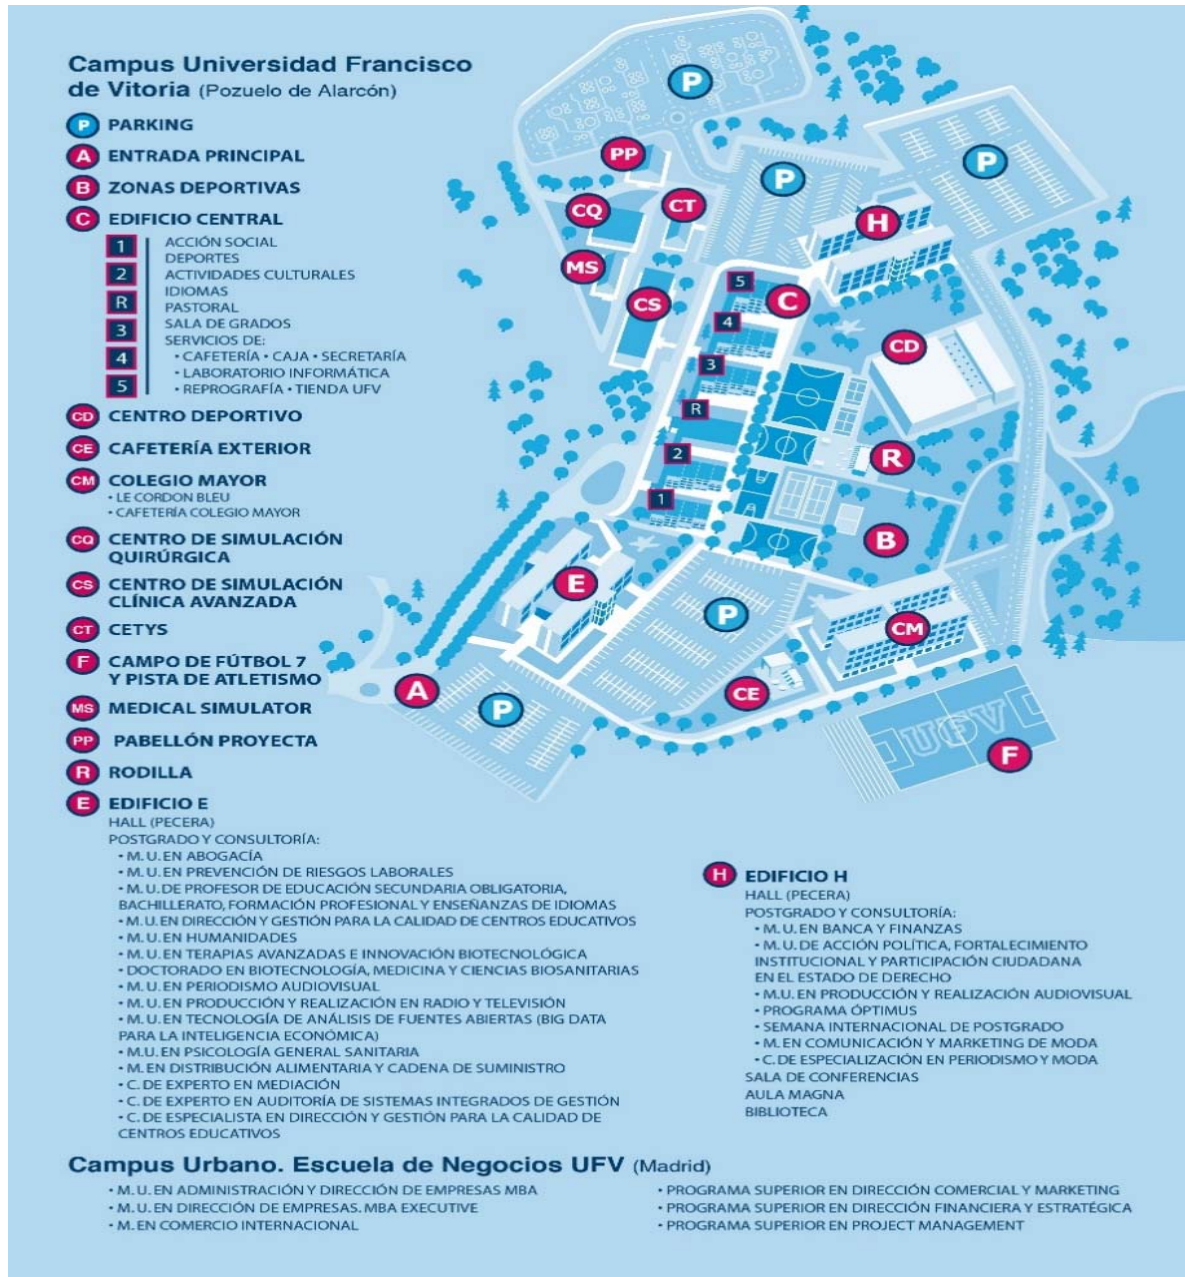 Campus Universidad Francisco
de Vitoria (Pozuelo de Alarcón)
P PARKING
A ENTRADA PRINCIPAL
B ZONAS DEPORTIVAS
C EDIFICIO CENTRAL
1
2
R
3
4
5
ACCIÓN SOCIAL
DEPORTES
ACTIVIDADES CULTURALES
IDIOMAS
PASTORAL
SALA DE GRADOS
SERVICIOS DE:
• CAFETERÍA • CAJA • SECRETARÍA
• LABORATORIO INFORMÁTICA
• REPROGRAFÍA • TIENDA UFV
CD CENTRO DEPORTIVO
CE CAFETERÍA EXTERIOR
CM COLEGIO MAYOR
• LE CORDON BLEU
• CAFETERÍA COLEGIO MAYOR
CQ CENTRO DE SIMULACIÓN
QUIRÚRGICA
CS CENTRO DE SIMULACIÓN
CLÍNICA AVANZADA
CT CETYS
F CAMPO DE FÚTBOL 7
Y PISTA DE ATLETISMO
MS MEDICAL SIMULATOR
PP PABELLÓN PROYECTA
R RODILLA
E EDIFICIO E
HALL (PECERA)
POSTGRADO Y CONSULTORÍA:
• M. U. EN ABOGACÍA
• M. U. EN PREVENCIÓN DE RIESGOS LABORALES
• M. U. DE PROFESOR DE EDUCACIÓN SECUNDARIA OBLIGATORIA,
BACHILLERATO, FORMACIÓN PROFESIONAL Y ENSEÑANZAS DE IDIOMAS
• M. U. EN DIRECCIÓN Y GESTIÓN PARA LA CALIDAD DE CENTROS EDUCATIVOS
• M. U. EN HUMANIDADES
• M. U. EN TERAPIAS AVANZADAS E INNOVACIÓN BIOTECNOLÓGICA
• DOCTORADO EN BIOTECNOLOGÍA, MEDICINA Y CIENCIAS BIOSANITARIAS
• M. U. EN PERIODISMO AUDIOVISUAL
• M. U. EN PRODUCCIÓN Y REALIZACIÓN EN RADIO Y TELEVISIÓN
• M. U. EN TECNOLOGÍA DE ANÁLISIS DE FUENTES ABIERTAS (BIG DATA
PARA LA INTELIGENCIA ECONÓMICA)
• M.U. EN PSICOLOGÍA GENERAL SANITARIA
• M. EN DISTRIBUCIÓN ALIMENTARIA Y CADENA DE SUMINISTRO
• C. DE EXPERTO EN MEDIACIÓN
• C. DE EXPERTO EN AUDITORÍA DE SISTEMAS INTEGRADOS DE GESTIÓN
• C. DE ESPECIALISTA EN DIRECCIÓN Y GESTIÓN PARA LA CALIDAD DE
CENTROS EDUCATIVOS
P
PP
P
P
CQ
CT
H
MS
5
C
CS
4
CD
3
R
R
2
1
B
E
P
CM
A
CE
P
UFV
F
H EDIFICIO H
HALL (PECERA)
POSTGRADO Y CONSULTORÍA:
• M. U. EN BANCA Y FINANZAS
• M. U. DE ACCIÓN POLÍTICA, FORTALECIMIENTO
INSTITUCIONAL Y PARTICIPACIÓN CIUDADANA
EN EL ESTADO DE DERECHO
• M.U. EN PRODUCCIÓN Y REALIZACIÓN AUDIOVISUAL
• PROGRAMA ÓPTIMUS
• SEMANA INTERNACIONAL DE POSTGRADO
• M. EN COMUNICACIÓN Y MARKETING DE MODA
• C. DE ESPECIALIZACIÓN EN PERIODISMO Y MODA
SALA DE CONFERENCIAS
AULA MAGNA
BIBLIOTECA
Campus Urbano. Escuela de Negocios UFV (Madrid)
• M. U. EN ADMINISTRACIÓN Y DIRECCIÓN DE EMPRESAS MBA
• M. U. EN DIRECCIÓN DE EMPRESAS. MBA EXECUTIVE
• M. EN COMERCIO INTERNACIONAL
• PROGRAMA SUPERIOR EN DIRECCIÓN COMERCIAL Y MARKETING
• PROGRAMA SUPERIOR EN DIRECCIÓN FINANCIERA Y ESTRATÉGICA
• PROGRAMA SUPERIOR EN PROJECT MANAGEMENT